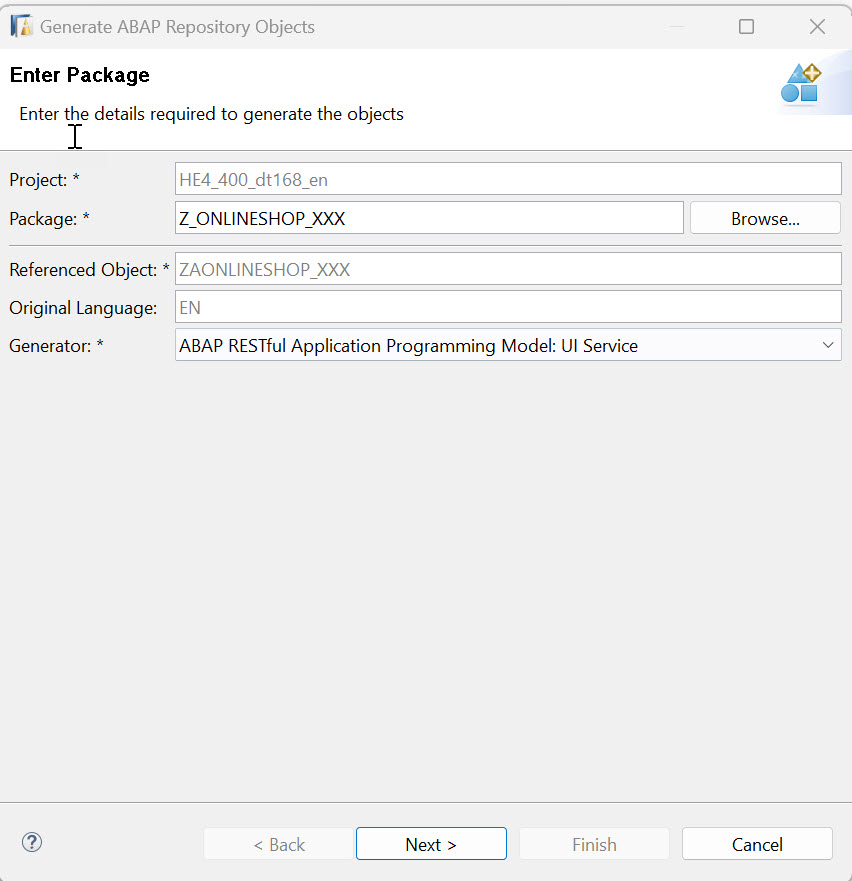 Generate ABAP Repository Objects
Enter Package
Enter the details required to generate the objects
Project: * HE4_400_dt168_en
Package: * Z_ONLINESHOP_XXX Browse...
Referenced Object: * ZAONLINESHOP_XXX
Original Language: EN
Generator: * ABAP RESTful Application Programming Model: UI Service
? < Back Next > Finish Cancel